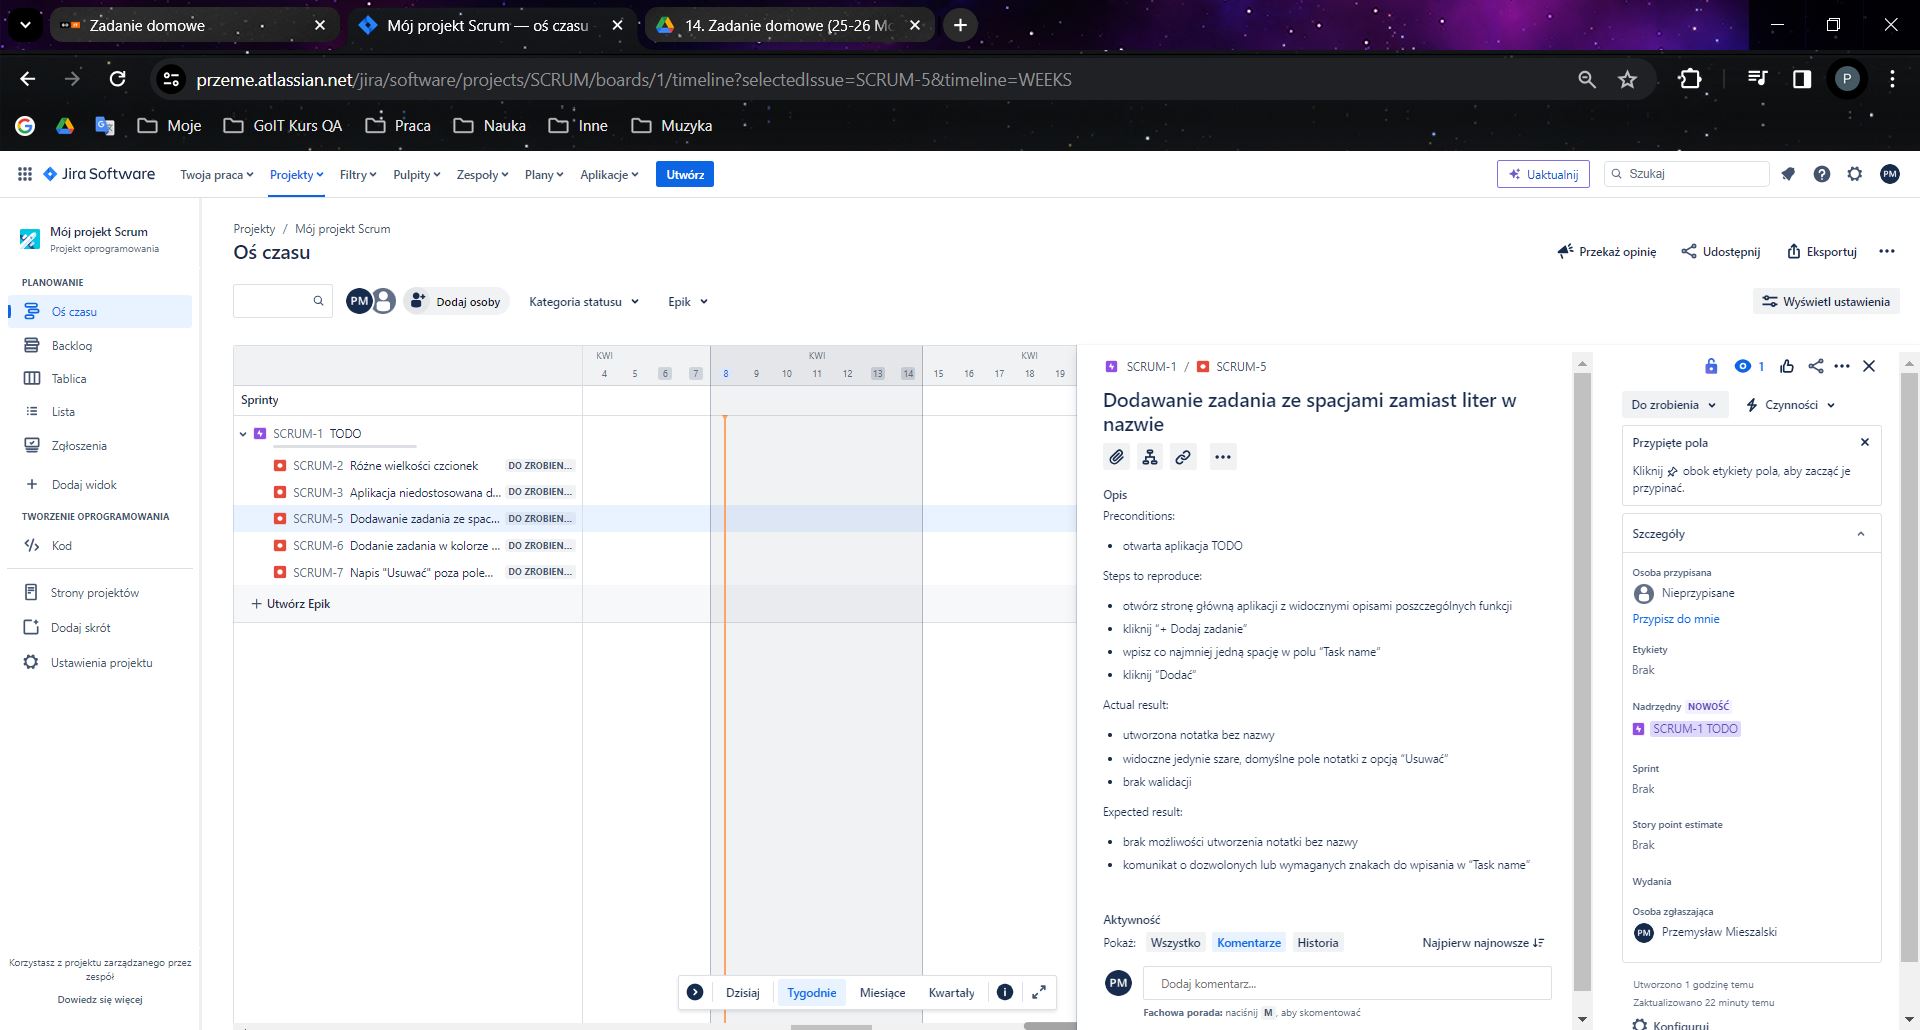 Zadanie domowe
Mój projekt Scrum — oś czasu
14. Zadanie domowe (25-26 Mo
przeme.atlassian.net/jira/software/projects/SCRUM/boards/1/timeline?selectedIssue=SCRUM-5&timeline=WEEKS
P
Moje
GoIT Kurs QA
Praca
Nauka
Inne
Muzyka
Jira Software
Twoja praca
Projekty
Filtry
Pulpity
Zespoły
Plany
Aplikacje
Utwórz
Uaktualnij
Szukaj
PM
Mój projekt Scrum
Projekt oprogramowania
PLANOWANIE
Oś czasu
Backlog
Tablica
Lista
Zgłoszenia
Dodaj widok
TWORZENIE OPROGRAMOWANIA
Kod
Strony projektów
Dodaj skrót
Ustawienia projektu
Korzystasz z projektu zarządzanego przez
zespół
Dowiedz się więcej
Projekty / Mój projekt Scrum
Oś czasu
Przekaż opinię
Udostępnij
Eksportuj
PM
Dodaj osoby
Kategoria statusu
Epik
Wyświetl ustawienia
KWI KWI KWI
4 5 6 7 8 9 10 11 12 13 14 15 16 17 18 19
Sprinty
SCRUM-1 TODO
SCRUM-2 Różne wielkości czcionek DO ZROBIEN...
SCRUM-3 Aplikacja niedostosowana d... DO ZROBIEN...
SCRUM-5 Dodawanie zadania ze spac... DO ZROBIEN...
SCRUM-6 Dodanie zadania w kolorze ... DO ZROBIEN...
SCRUM-7 Napis "Usuwać" poza pole... DO ZROBIEN...
+ Utwórz Epik
Dzisiaj
Tygodnie
Miesiące
Kwartały
SCRUM-1 / SCRUM-5
Dodawanie zadania ze spacjami zamiast liter w
nazwie
Opis
Preconditions:
• otwarta aplikacja TODO
Steps to reproduce:
• otwórz stronę główną aplikacji z widocznymi opisami poszczególnych funkcji
• kliknij "+ Dodaj zadanie"
• wpisz co najmniej jedną spację w polu "Task name"
• kliknij "Dodać"
Actual result:
• utworzona notatka bez nazwy
• widoczne jedynie szare, domyślne pole notatki z opcją "Usuwać"
• brak walidacji
Expected result:
• brak możliwości utworzenia notatki bez nazwy
• komunikat o dozwolonych lub wymaganych znakach do wpisania w "Task name"
Aktywność
Pokaż: Wszystko Komentarze Historia
Najpierw najnowsze
PM
Dodaj komentarz...
Fachowa porada: naciśnij M , aby skomentować
1
Do zrobienia
Czynności
Przypięte pola
Kliknij obok etykiety pola, aby zacząć je
przypinać.
Szczegóły
Osoba przypisana
Nieprzypisane
Przypisz do mnie
Etykiety
Brak
Nadrzędny NOWOŚĆ
SCRUM-1 TODO
Sprint
Brak
Story point estimate
Brak
Wydania
Osoba zgłaszająca
PM Przemysław Mieszalski
Utworzono 1 godzinę temu
Zaktualizowano 22 minuty temu
Konfiguruj